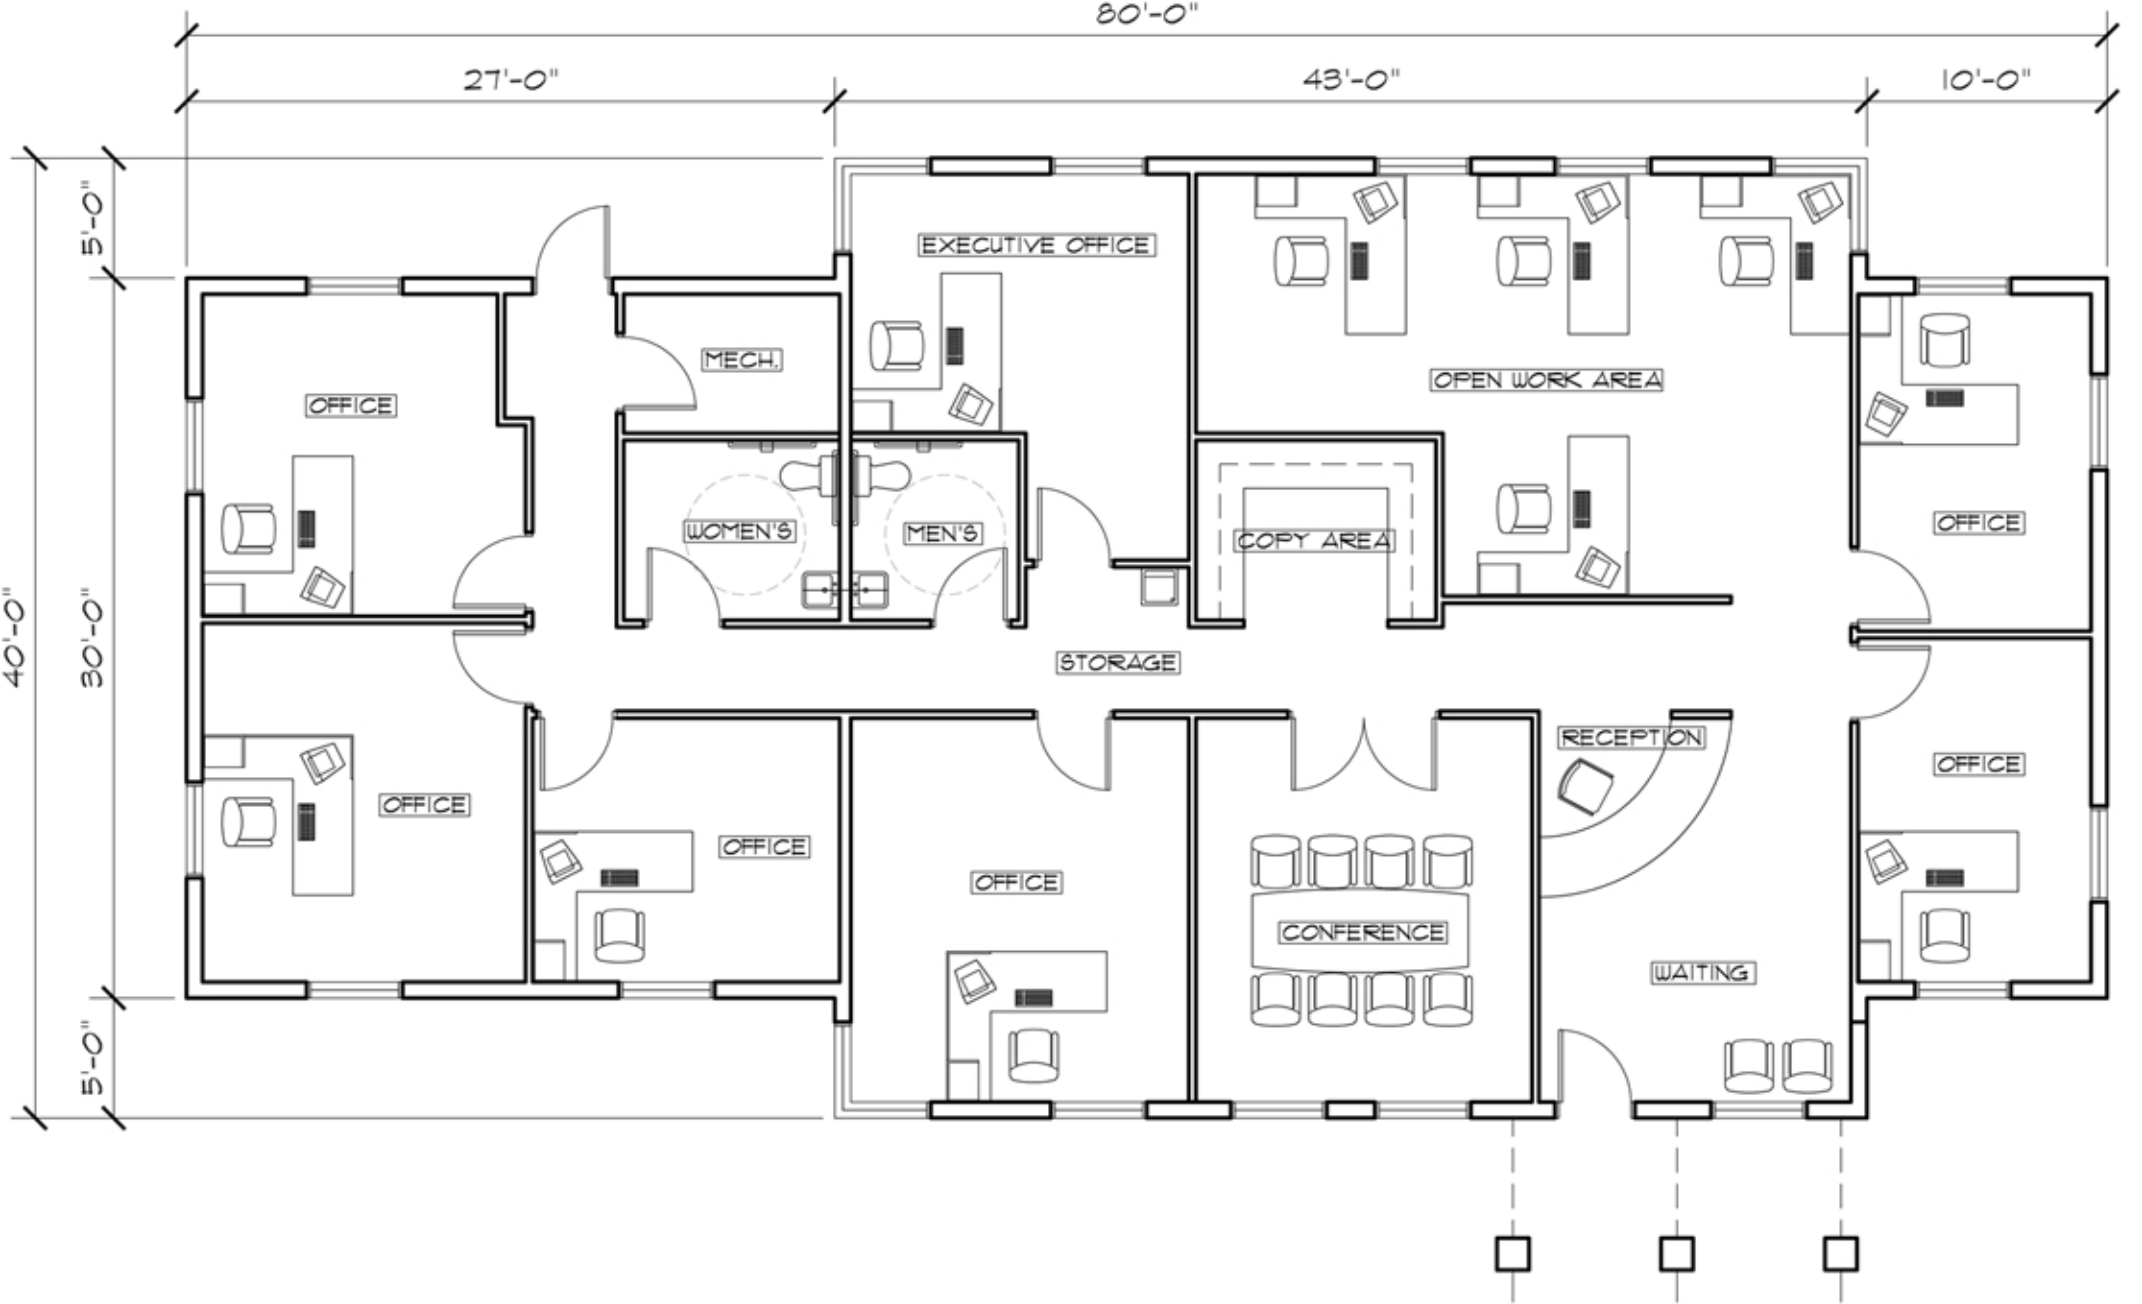 80'-0"
27'-0"
43'-0"
10'-0"
5'-0"
40'-0"
30'-0"
5'-0"
EXECUTIVE OFFICE
MECH.
OPEN WORK AREA
OFFICE
WOMEN'S
MEN'S
COPY AREA
OFFICE
STORAGE
RECEPTION
OFFICE
OFFICE
OFFICE
OFFICE
CONFERENCE
WAITING